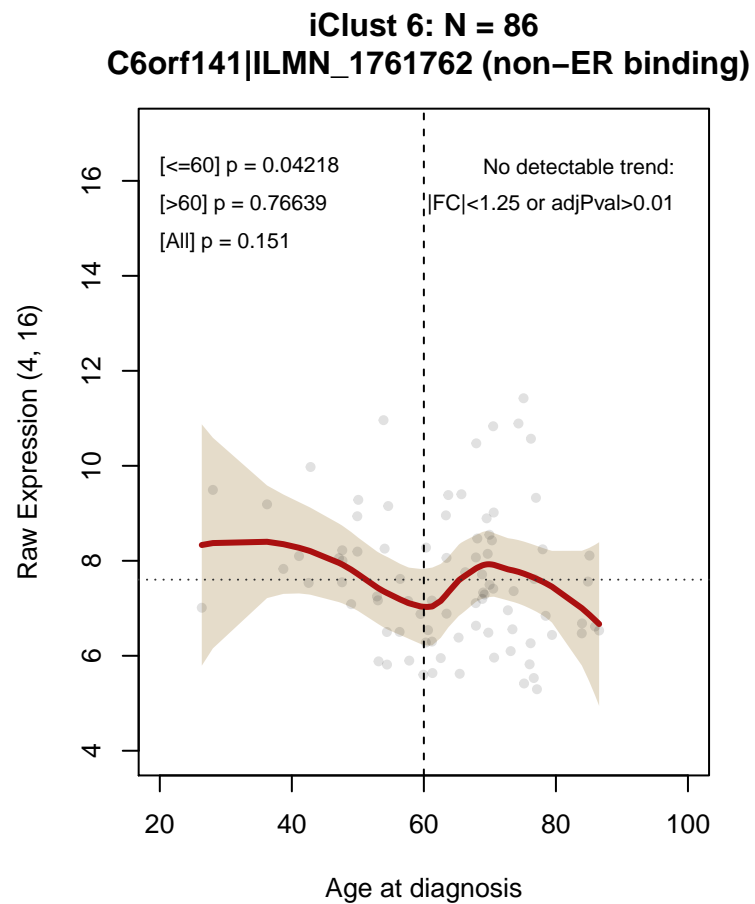 iClust 6: N = 86
C6orf141|ILMN_1761762 (non−ER binding)
[<=60] p = 0.04218
[>60] p = 0.76639
[All] p = 0.151
No detectable trend:
|FC|<1.25 or adjPval>0.01
Raw Expression (4, 16)
16
14
12
10
8
6
4
20 40 60 80 100
Age at diagnosis